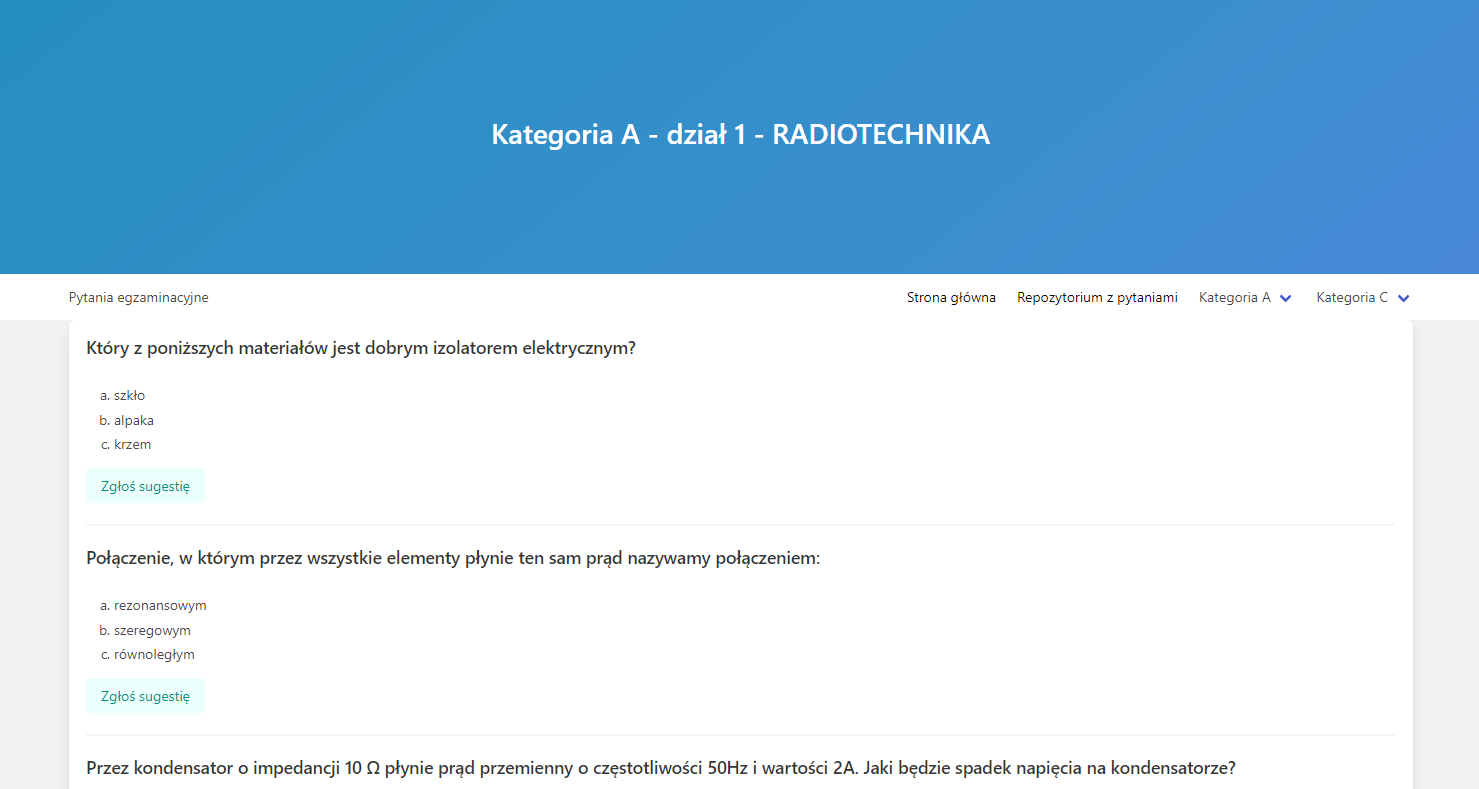 Kategoria A - dział 1 - RADIOTECHNIKA
Pytania egzaminacyjne
Strona główna
Repozytorium z pytaniami
Kategoria A
Kategoria C
Który z poniższych materiałów jest dobrym izolatorem elektrycznym?
a. szkło
b. alpaka
c. krzem
Zgłoś sugestię
Połączenie, w którym przez wszystkie elementy płynie ten sam prąd nazywamy połączeniem:
a. rezonansowym
b. szeregowym
c. równoległym
Zgłoś sugestię
Przez kondensator o impedancji 10 Ω płynie prąd przemienny o częstotliwości 50Hz i wartości 2A. Jaki będzie spadek napięcia na kondensatorze?